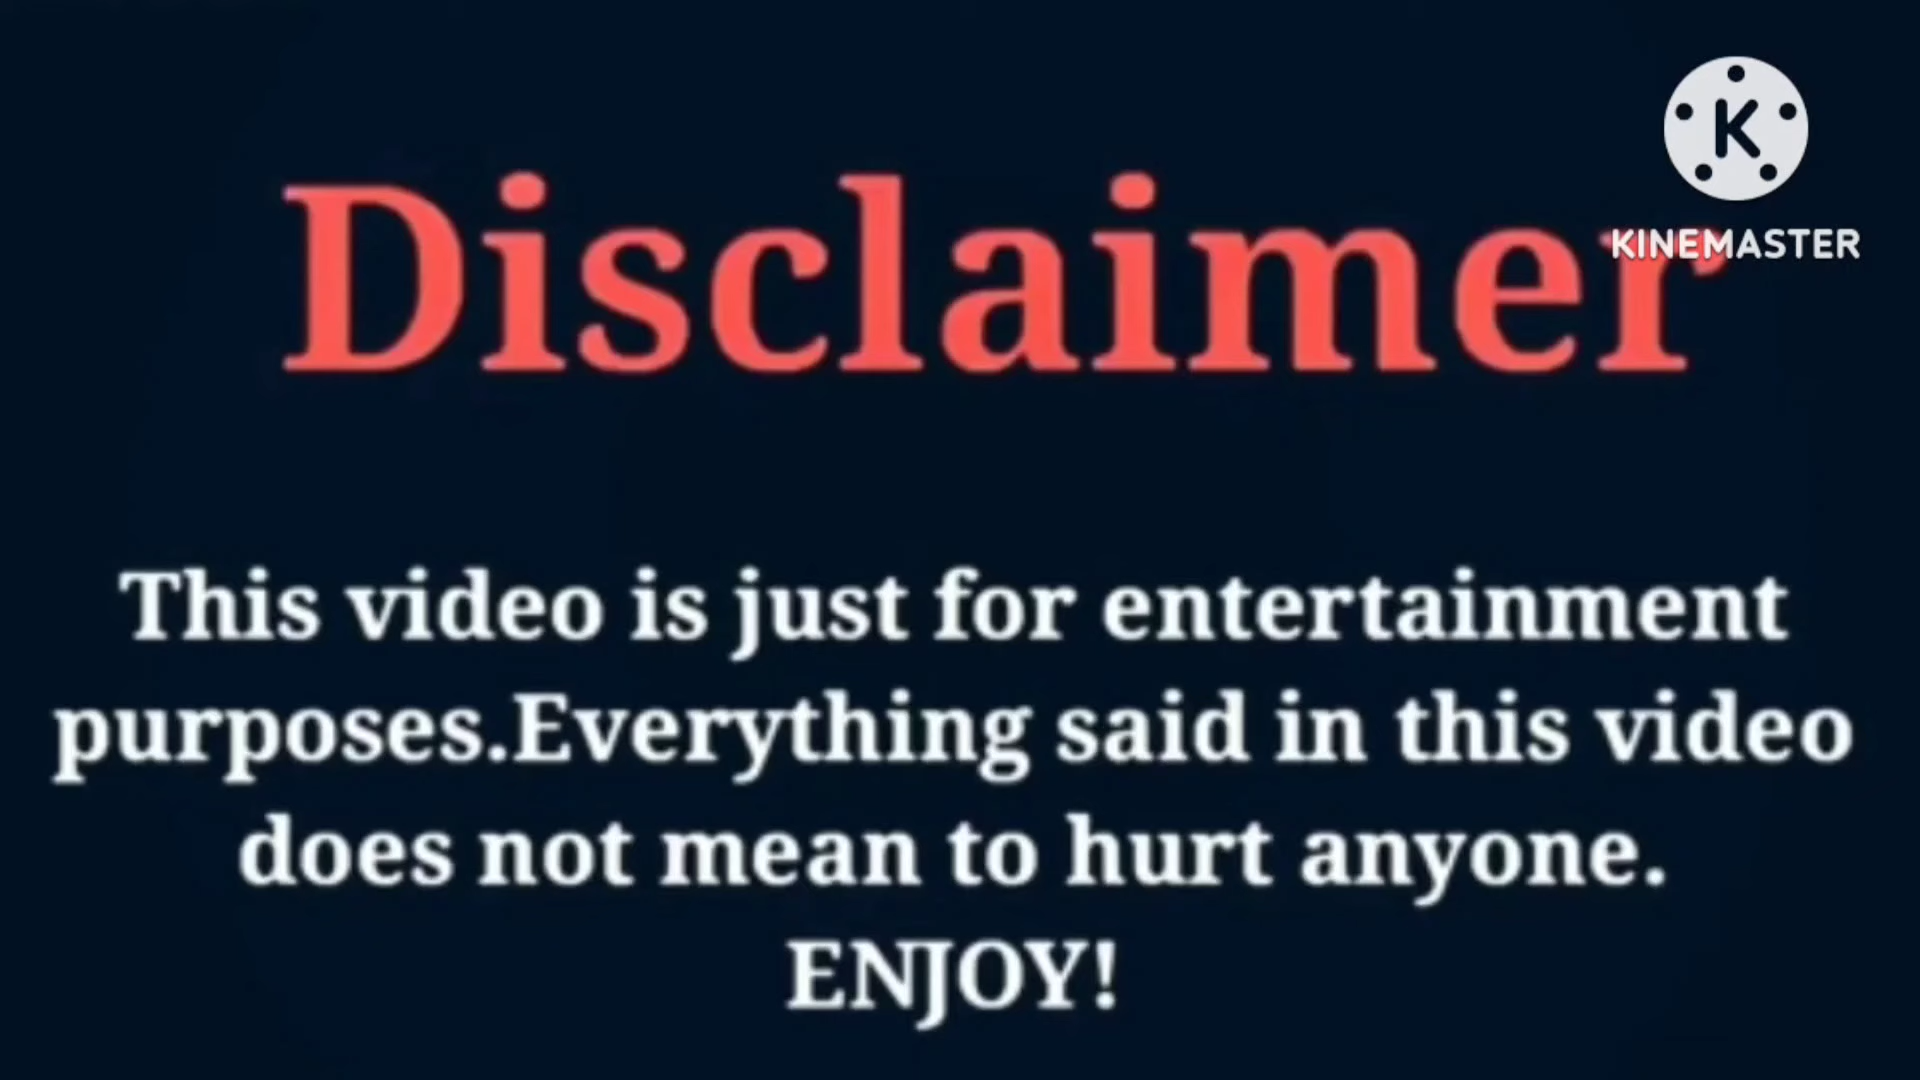 K
KINEMASTER
Disclaimer
This video is just for entertainment
purposes.Everything said in this video
does not mean to hurt anyone.
ENJOY!